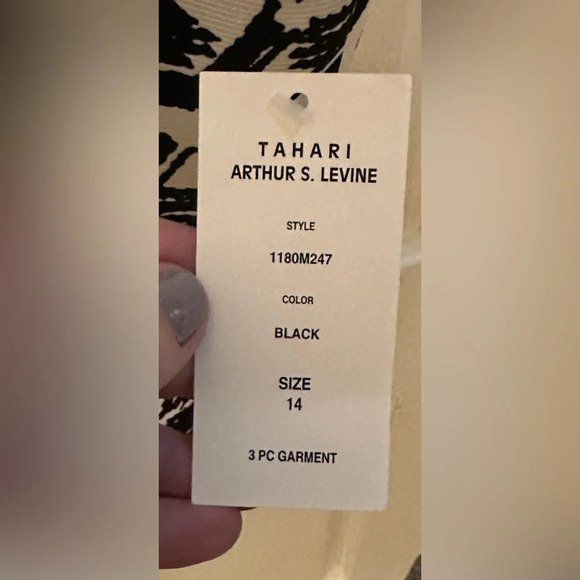 TAHARI
ARTHUR S. LEVINE
STYLE
1180M247
COLOR
BLACK
SIZE
14
3 PC GARMENT